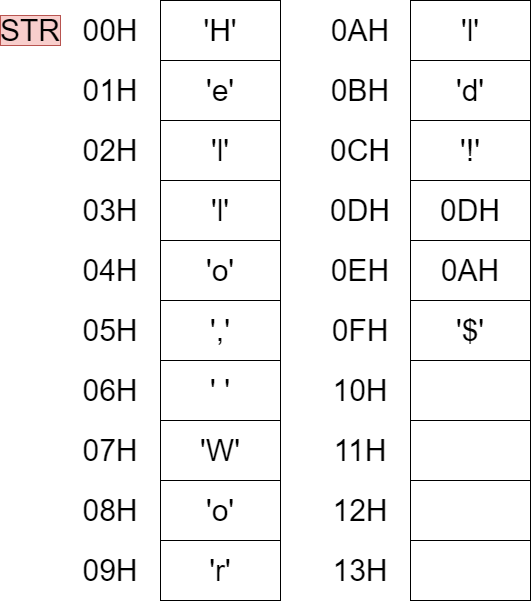 STR 00H 'H' 0AH 'l'
01H 'e' 0BH 'd'
02H 'l' 0CH '!'
03H 'l' 0DH 0DH
04H 'o' 0EH 0AH
05H ',' 0FH '$'
06H ' ' 10H
07H 'W' 11H
08H 'o' 12H
09H 'r' 13H